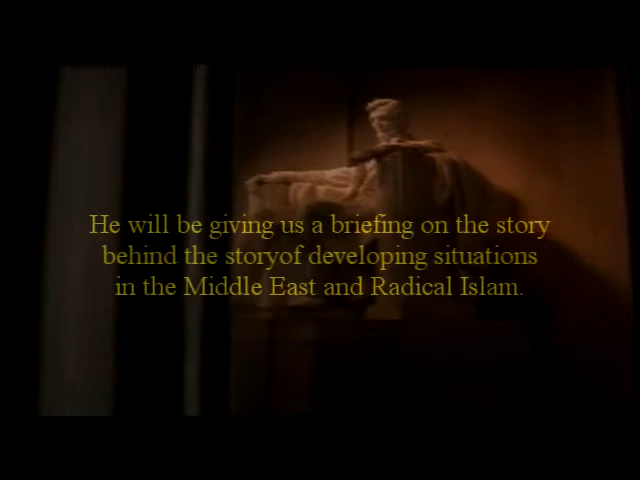 He will be giving us a briefing on the story
behind the storyof developing situations
in the Middle East and Radical Islam.